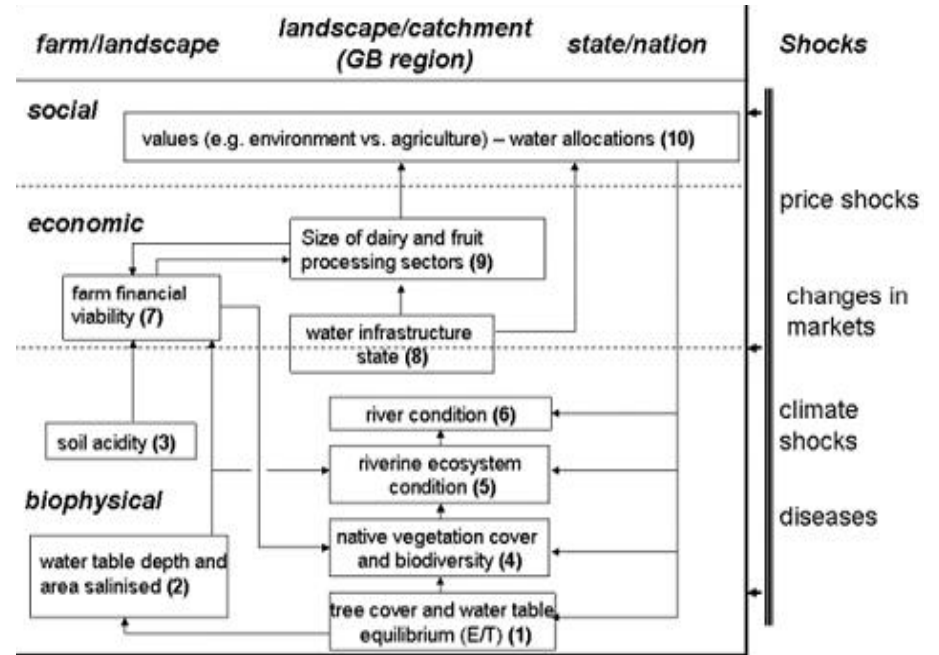 farm/landscape
landscape/catchment
(GB region)
state/nation
Shocks
social
values (e.g. environment vs. agriculture) – water allocations (10)
economic
Size of dairy and fruit
processing sectors (9)
price shocks
farm financial
viability (7)
water infrastructure
state (8)
changes in
markets
river condition (6)
climate
shocks
soil acidity (3)
riverine ecosystem
condition (5)
biophysical
diseases
water table depth and
area salinised (2)
native vegetation cover
and biodiversity (4)
tree cover and water table
equilibrium (E/T) (1)